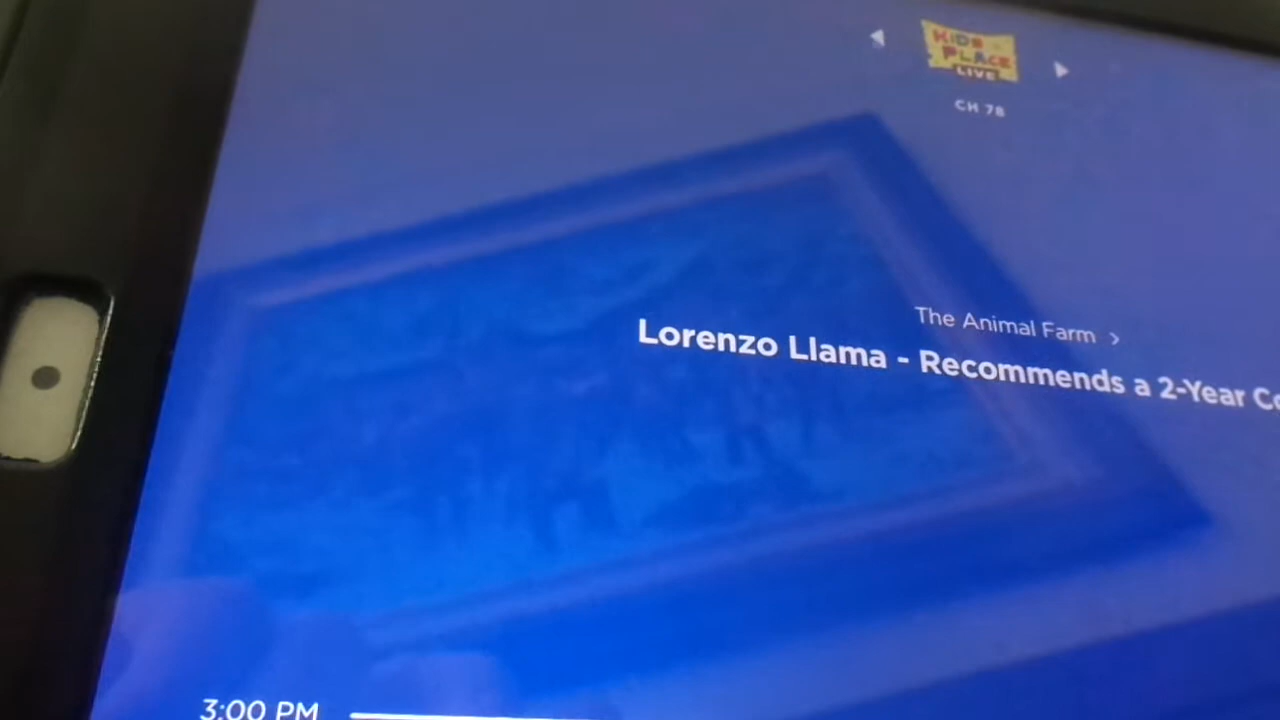 KIDS
PLACE
LIVE
CH 78
The Animal Farm >
Lorenzo Llama - Recommends a 2-Year
3:00 PM